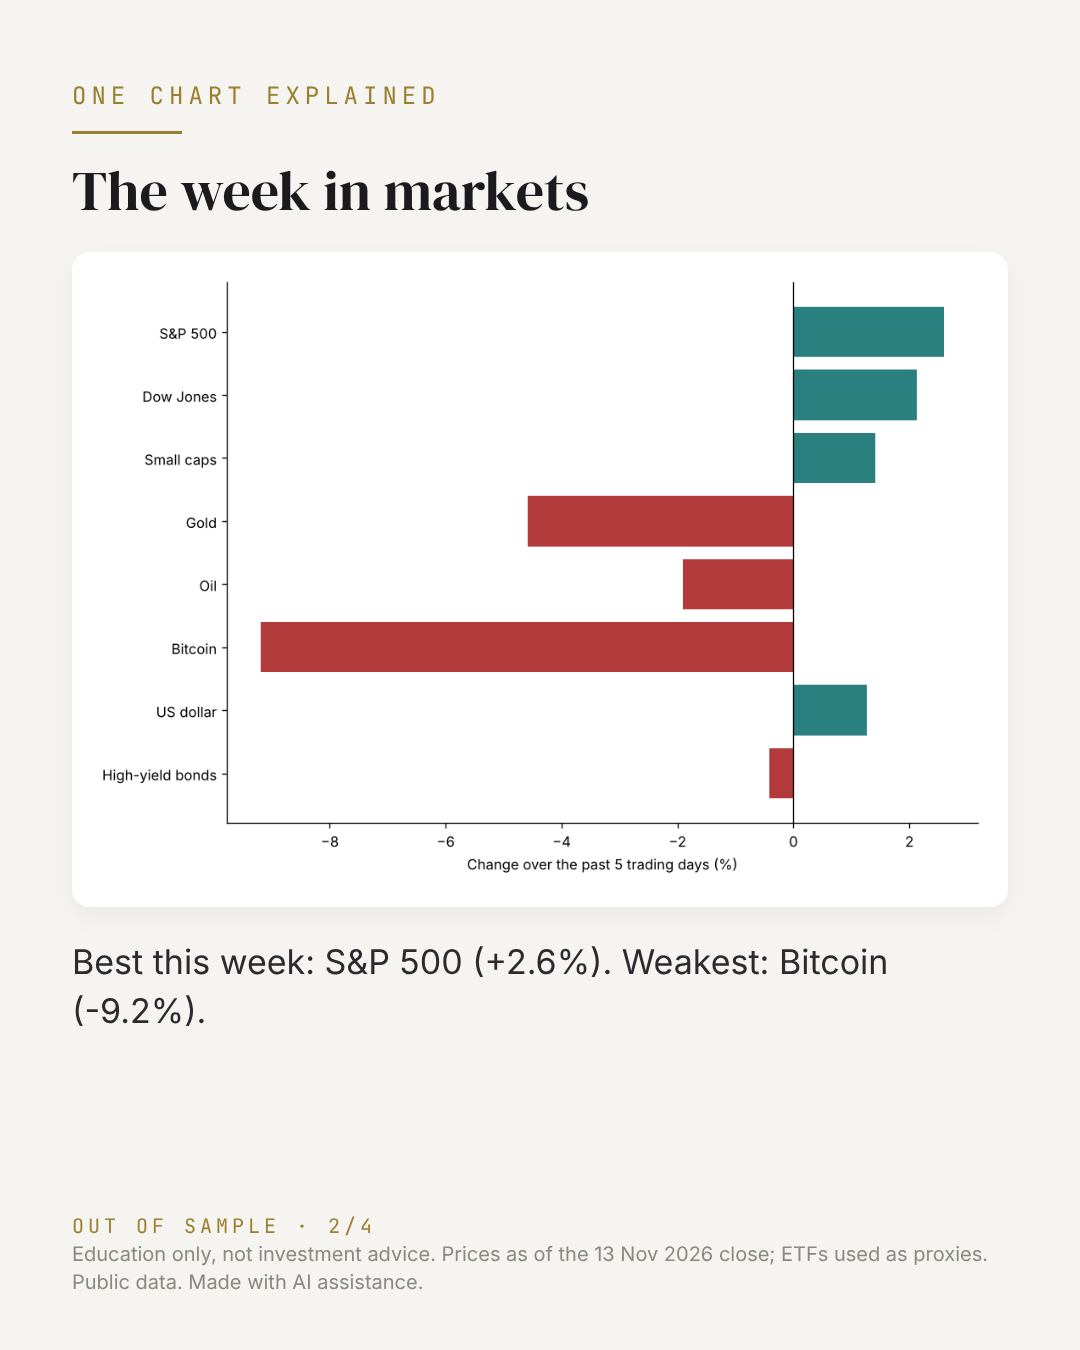 ONE CHART EXPLAINED
The week in markets
S&P 500
Dow Jones
Small caps
Gold
Oil
Bitcoin
US dollar
High-yield bonds
−8 −6 −4 −2 0 2
Change over the past 5 trading days (%)
Best this week: S&P 500 (+2.6%). Weakest: Bitcoin
(-9.2%).
OUT OF SAMPLE · 2/4
Education only, not investment advice. Prices as of the 13 Nov 2026 close; ETFs used as proxies.
Public data. Made with AI assistance.